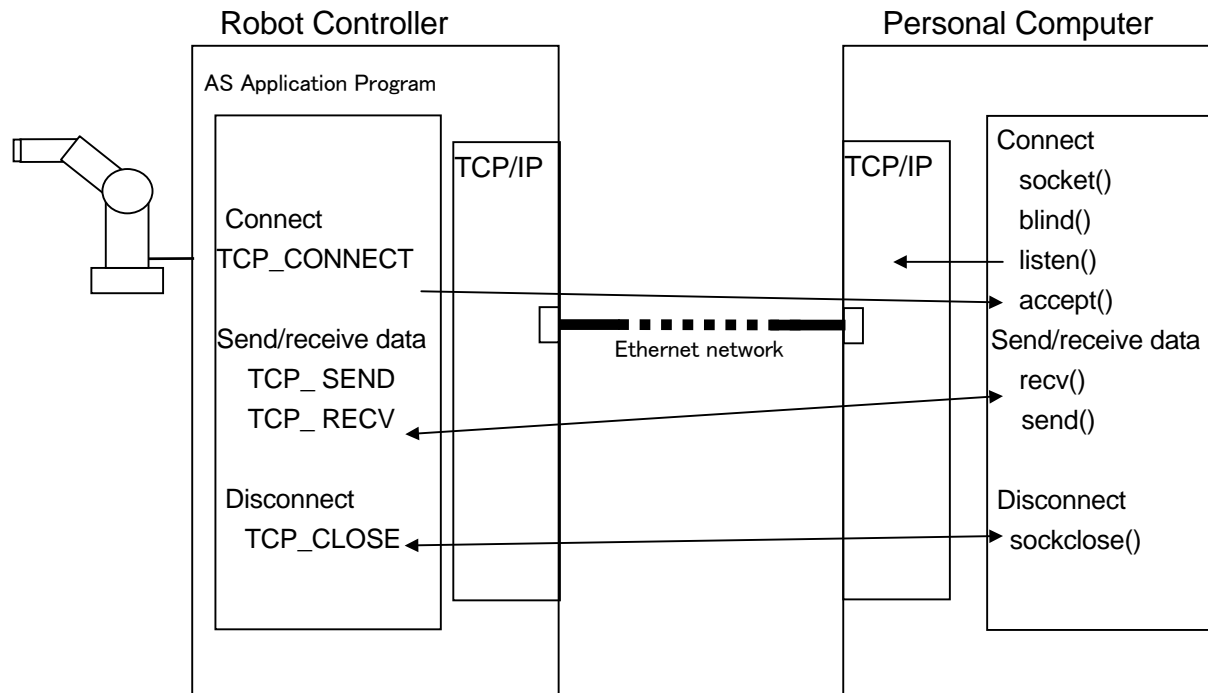 Robot Controller
AS Application Program
TCP/IP
Connect
TCP_CONNECT
Send/receive data
TCP_ SEND
TCP_ RECV
Disconnect
TCP_CLOSE
Ethernet network
Personal Computer
TCP/IP
Connect
socket()
blind()
listen()
accept()
Send/receive data
recv()
send()
Disconnect
sockclose()